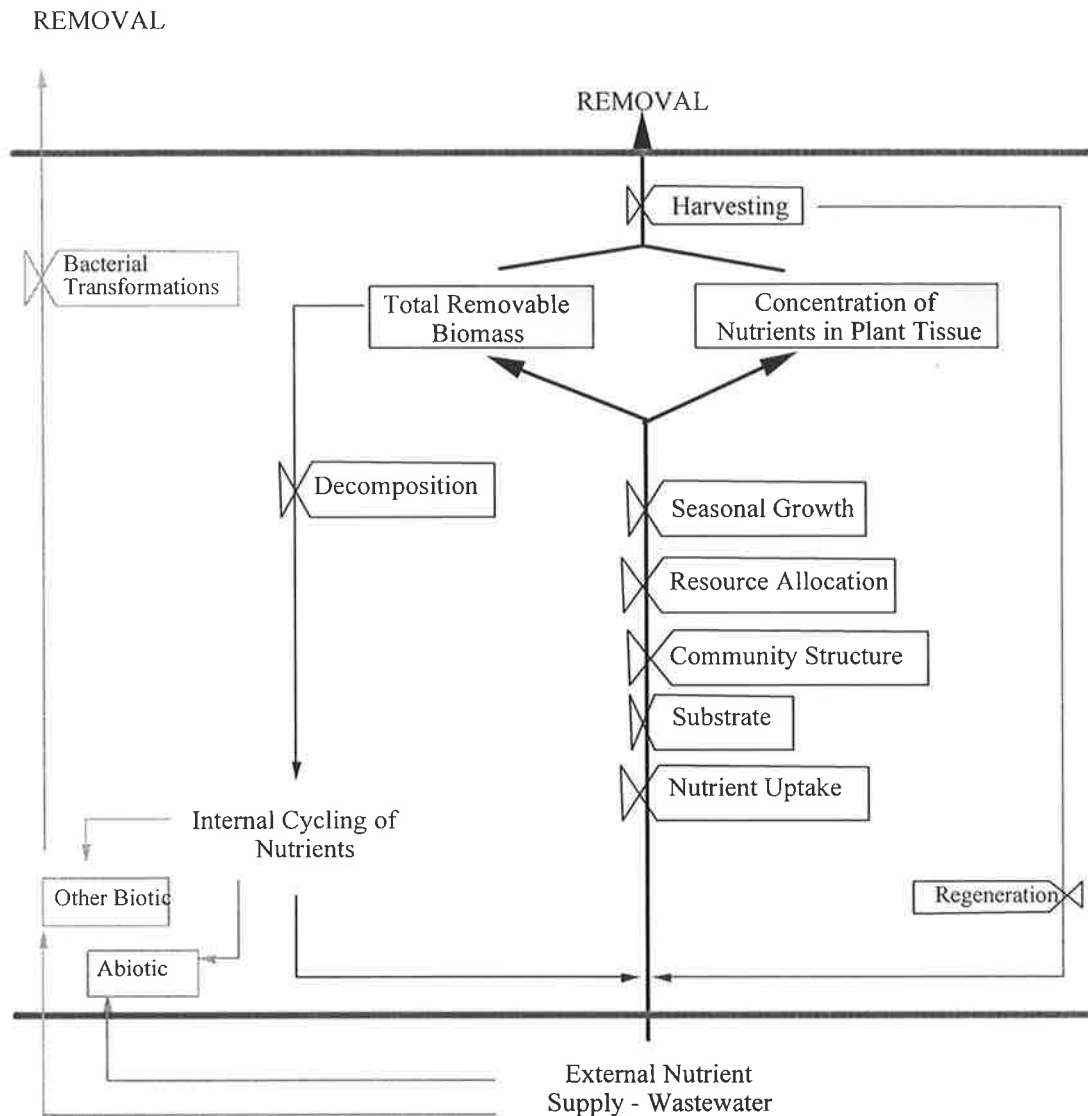 REMOVAL
REMOVAL
Harvesting
Bacterial
Transformations
Total Removable
Biomass
Concentration of
Nutrients in Plant Tissue
Decomposition
Seasonal Growth
Resource Allocation
Community Structure
Substrate
Nutrient Uptake
Internal Cycling of
Nutrients
Other Biotic
Regeneration
Abiotic
External Nutrient
Supply - Wastewater